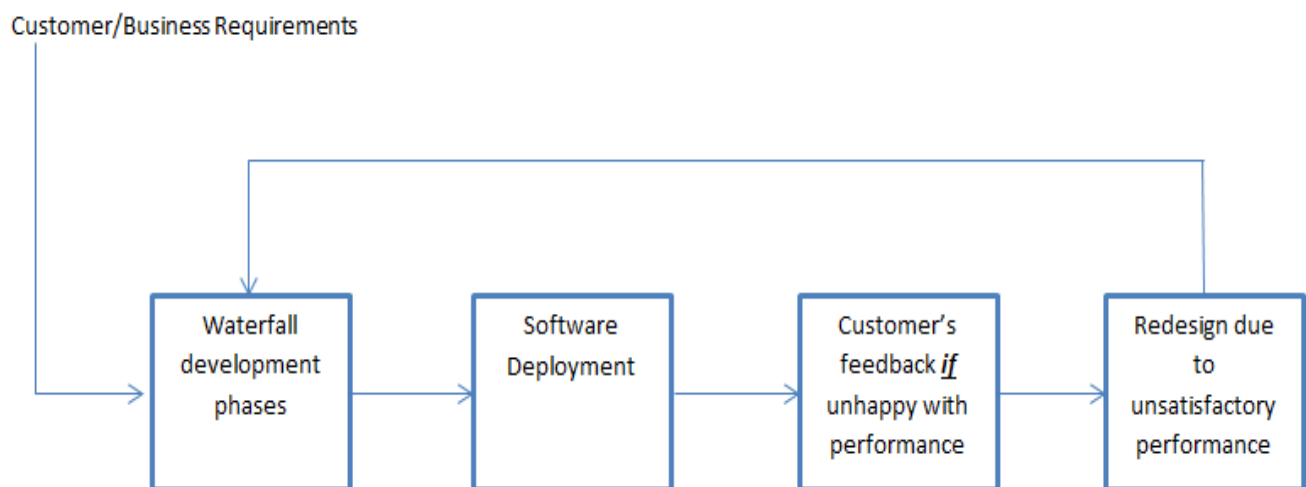 Customer/Business Requirements
Waterfall
development
phases
Software
Deployment
Customer’s
feedback if
unhappy with
performance
Redesign due
to
unsatisfactory
performance